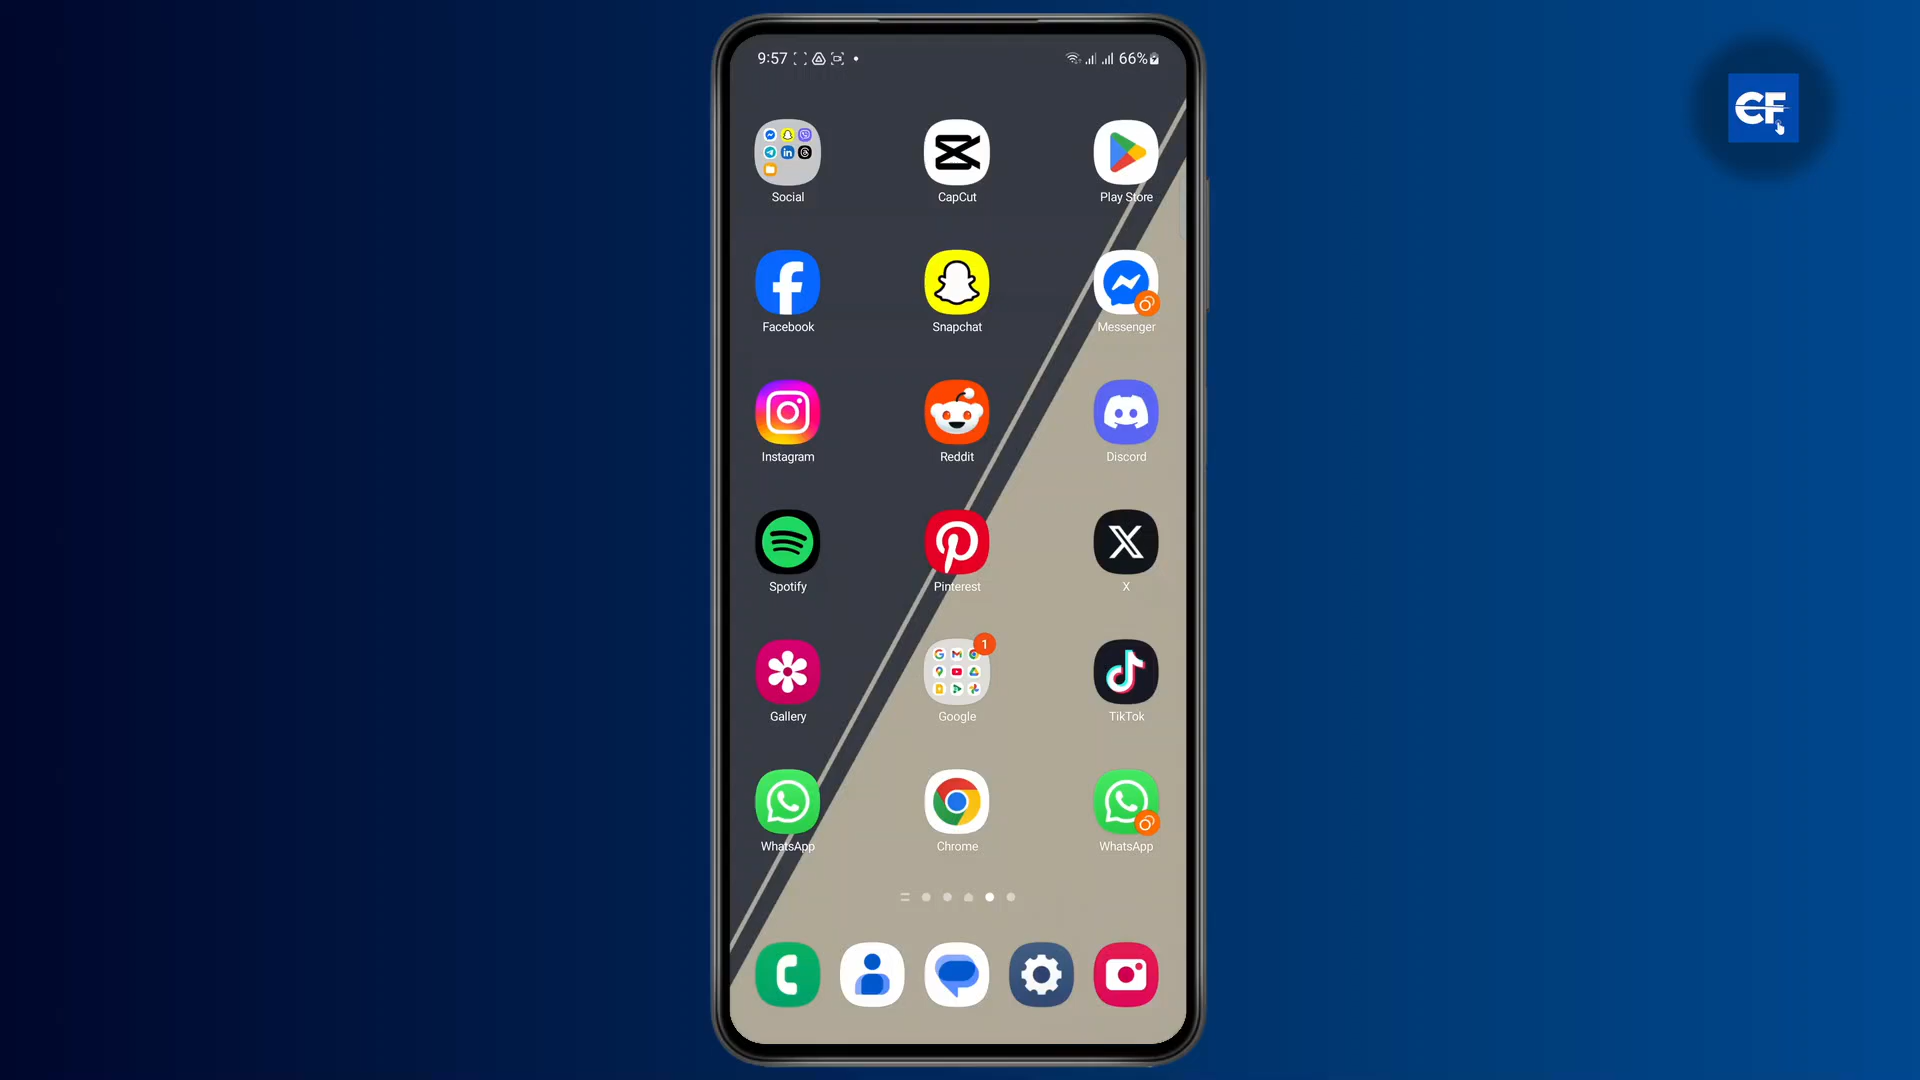 9:57
66%
CF
Social
CapCut
Play Store
Facebook
Snapchat
Messenger
Instagram
Reddit
Discord
Spotify
Pinterest
X
1
Gallery
Google
TikTok
WhatsApp
Chrome
WhatsApp